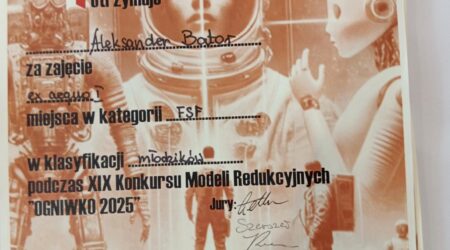 otrzymuje
Aleksander Bator
za zajęcie
ex aequo I
miejsca w kategorii FSF
w klasyfikacji młodzików
podczas XIX Konkursu Modeli Redukcyjnych
"OGNIWKO 2025" Jury: